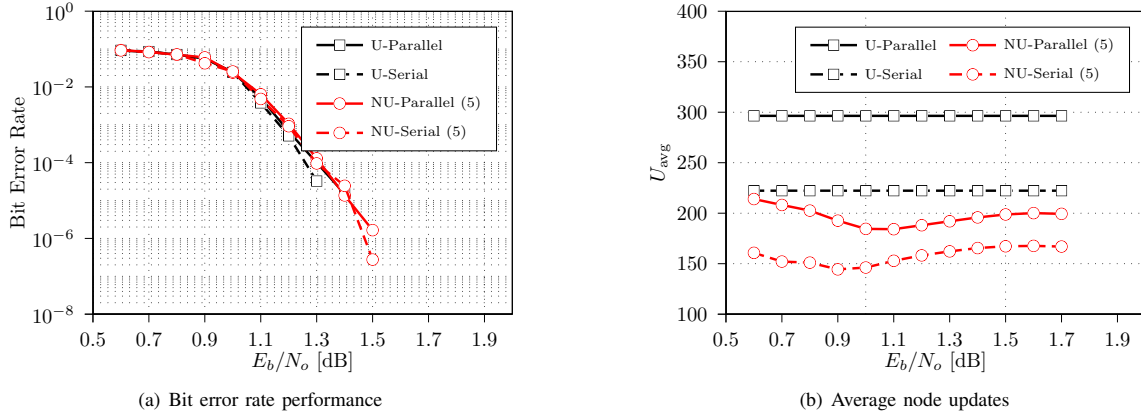 10^0
10^−2
10^−4
10^−6
10^−8
Bit Error Rate
U-Parallel
U-Serial
NU-Parallel (5)
NU-Serial (5)
0.5 0.7 0.9 1.1 1.3 1.5 1.7 1.9
E_b/N_o [dB]
(a) Bit error rate performance
400
350
300
250
200
150
100
U_avg
U-Parallel NU-Parallel (5)
U-Serial NU-Serial (5)
0.5 0.7 0.9 1.1 1.3 1.5 1.7 1.9
E_b/N_o [dB]
(b) Average node updates